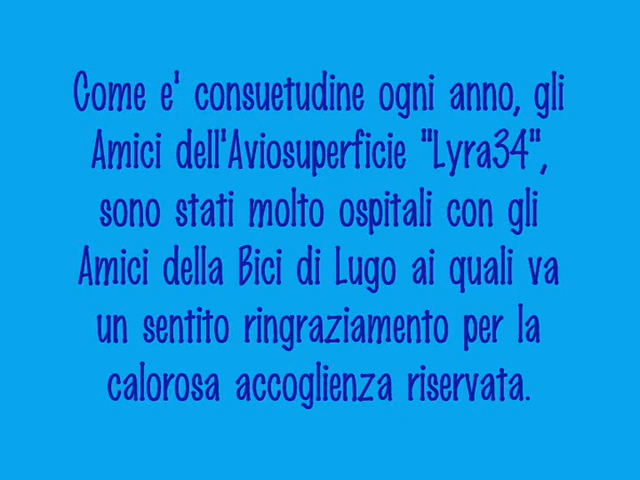 Come e' consuetudine ogni anno, gli
Amici dell'Aviosuperficie "Lyra34",
sono stati molto ospitali con gli
Amici della Bici di Lugo ai quali va
un sentito ringraziamento per la
calorosa accoglienza riservata.